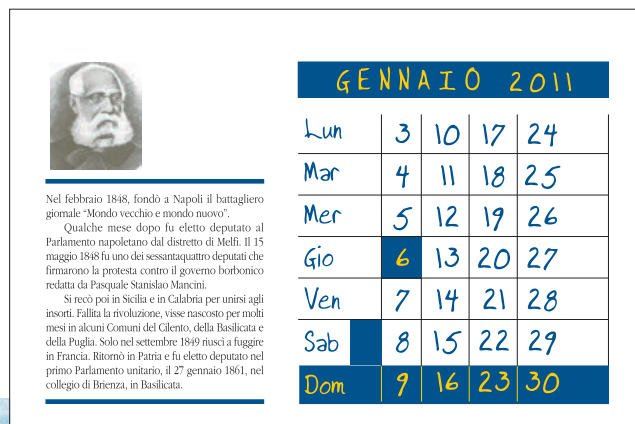 Nel febbraio 1848, fondò a Napoli il battagliero
giornale “Mondo vecchio e mondo nuovo”.
Qualche mese dopo fu eletto deputato al
Parlamento napoletano dal distretto di Melfi. Il 15
maggio 1848 fu uno dei sessantaquattro deputati che
firmarono la protesta contro il governo borbonico
redatta da Pasquale Stanislao Mancini.
Si recò poi in Sicilia e in Calabria per unirsi agli
insorti. Fallita la rivoluzione, visse nascosto per molti
mesi in alcuni Comuni del Cilento, della Basilicata e
della Puglia. Solo nel settembre 1849 riuscì a fuggire
in Francia. Ritornò in Patria e fu eletto deputato nel
primo Parlamento unitario, il 27 gennaio 1861, nel
collegio di Brienza, in Basilicata.
GENNAIO 2011
Lun 3 10 17 24
Mar 4 11 18 25
Mer 5 12 19 26
Gio 6 13 20 27
Ven 7 14 21 28
Sab 8 15 22 29
Dom 9 16 23 30